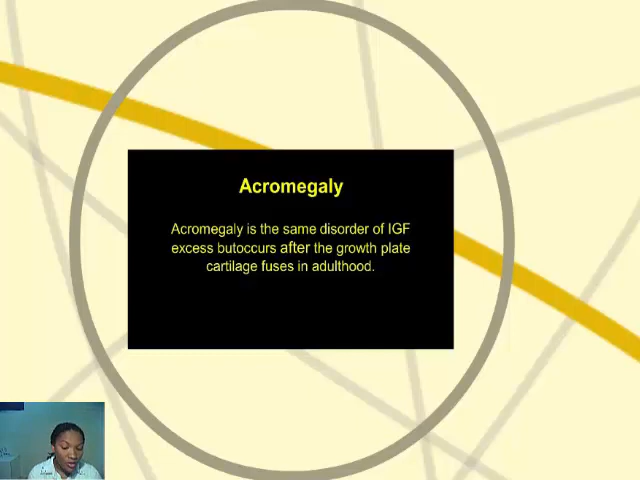 Acromegaly
Acromegaly is the same disorder of IGF
excess butoccurs after the growth plate
cartilage fuses in adulthood.